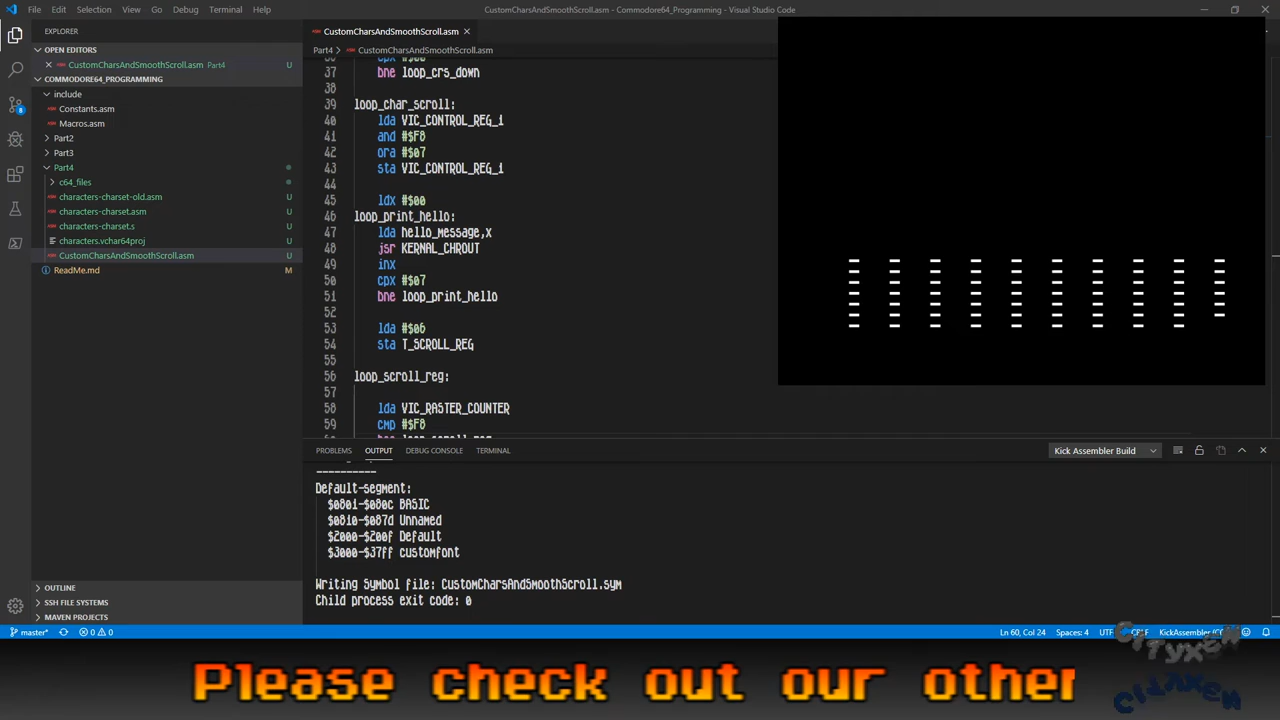 File Edit Selection View Go Debug Terminal Help
CustomCharsAndSmoothScroll.asm - Commodore64_Programming - Visual Studio Code
EXPLORER
OPEN EDITORS
CustomCharsAndSmoothScroll.asm Part4 U
COMMODORE64_PROGRAMMING
include
Constants.asm
Macros.asm
Part2
Part3
Part4
c64_files
characters-charset-old.asm U
characters-charset.asm U
characters-charset.s U
characters.vchar64proj U
CustomCharsAndSmoothScroll.asm U
ReadMe.md M
OUTLINE
SSH FILE SYSTEMS
MAVEN PROJECTS
CustomCharsAndSmoothScroll.asm
Part4 > CustomCharsAndSmoothScroll.asm
37 bne loop_crs_down
38
39 loop_char_scroll:
40 lda VIC_CONTROL_REG_1
41 and #$F8
42 ora #$07
43 sta VIC_CONTROL_REG_1
44
45 ldx #$00
46 loop_print_hello:
47 lda hello_message,x
48 jsr KERNAL_CHROUT
49 inx
50 cpx #$07
51 bne loop_print_hello
52
53 lda #$06
54 sta T_SCROLL_REG
55
56 loop_scroll_reg:
57
58 lda VIC_RASTER_COUNTER
59 cmp #$F8
PROBLEMS OUTPUT DEBUG CONSOLE TERMINAL
Kick Assembler Build
----------
Default-segment:
$0801-$080c BASIC
$0810-$087d Unnamed
$2000-$200f Default
$3000-$37ff customfont
Writing Symbol file: CustomCharsAndSmoothScroll.sym
Child process exit code: 0
master* 0 0
Ln 60, Col 24 Spaces: 4
Please check out our other
CITYXEN